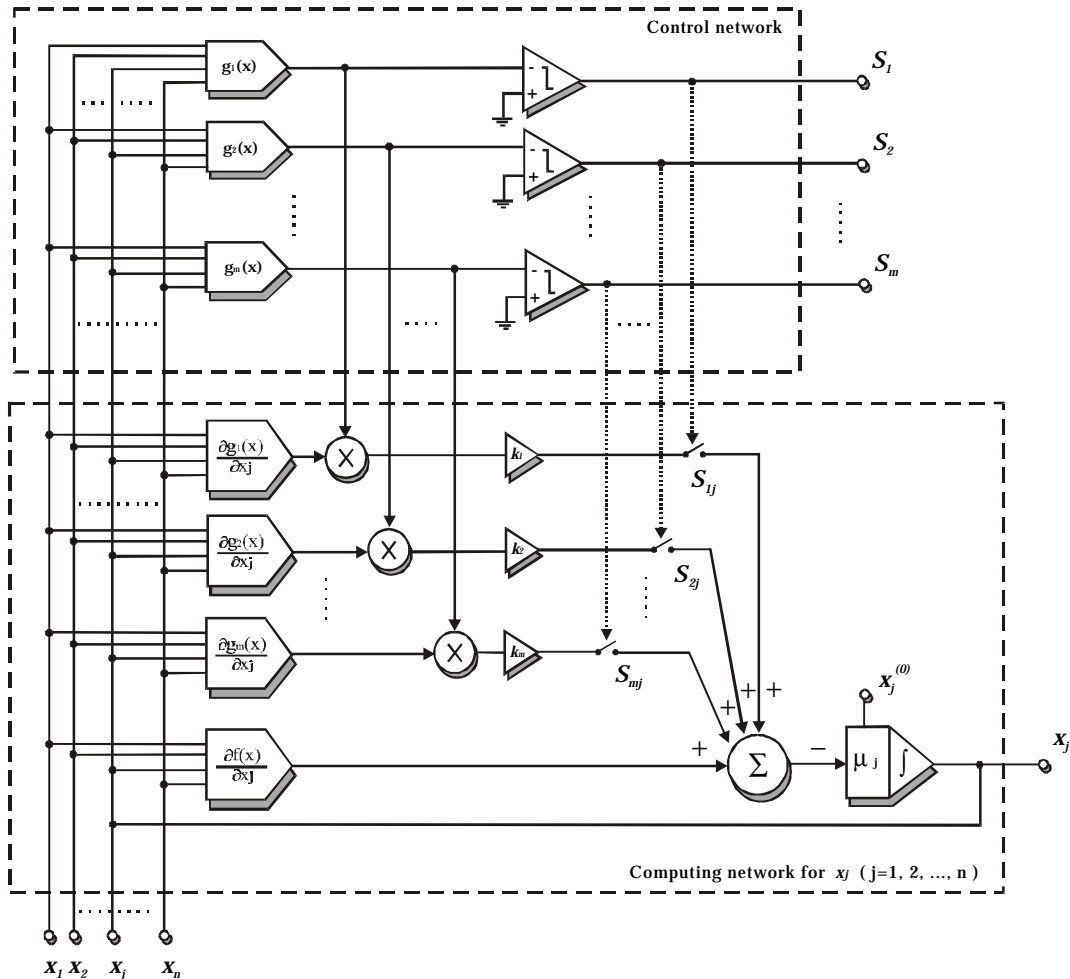 Control network
g₁(x)
- +
S₁
g₂(x)
- +
S₂
gₘ(x)
- +
Sₘ
∂g₁(x)
∂xj
X
k₁
S₁ⱼ
∂g₂(x)
∂xj
X
k₂
S₂ⱼ
∂gₘ(x)
∂xj
X
kₘ
Sₘⱼ
xⱼ⁽⁰⁾
+ + +
∂f(x)
∂xj
+
Σ
−
μ j ∫
xⱼ
Computing network for xⱼ ( j=1, 2, ..., n )
x₁ x₂ xⱼ xₙ